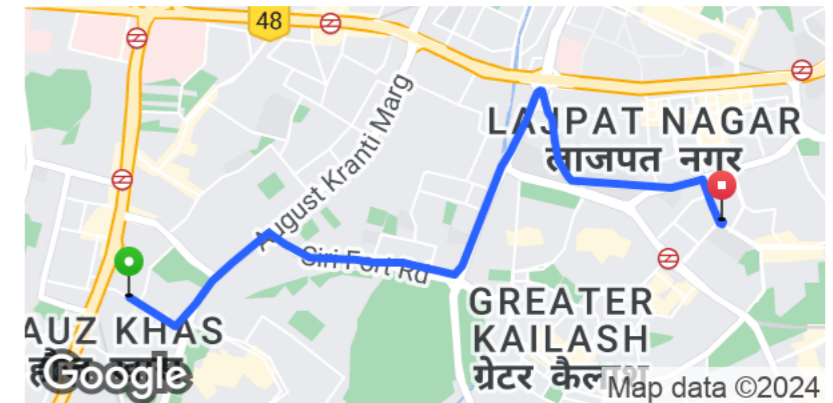 48
August Kranti Marg
LAJPAT NAGAR
लाजपत नगर
Siri Fort Rd
AUZ KHAS
GREATER
KAILASH
ग्रेटर
Google
Map data ©2024